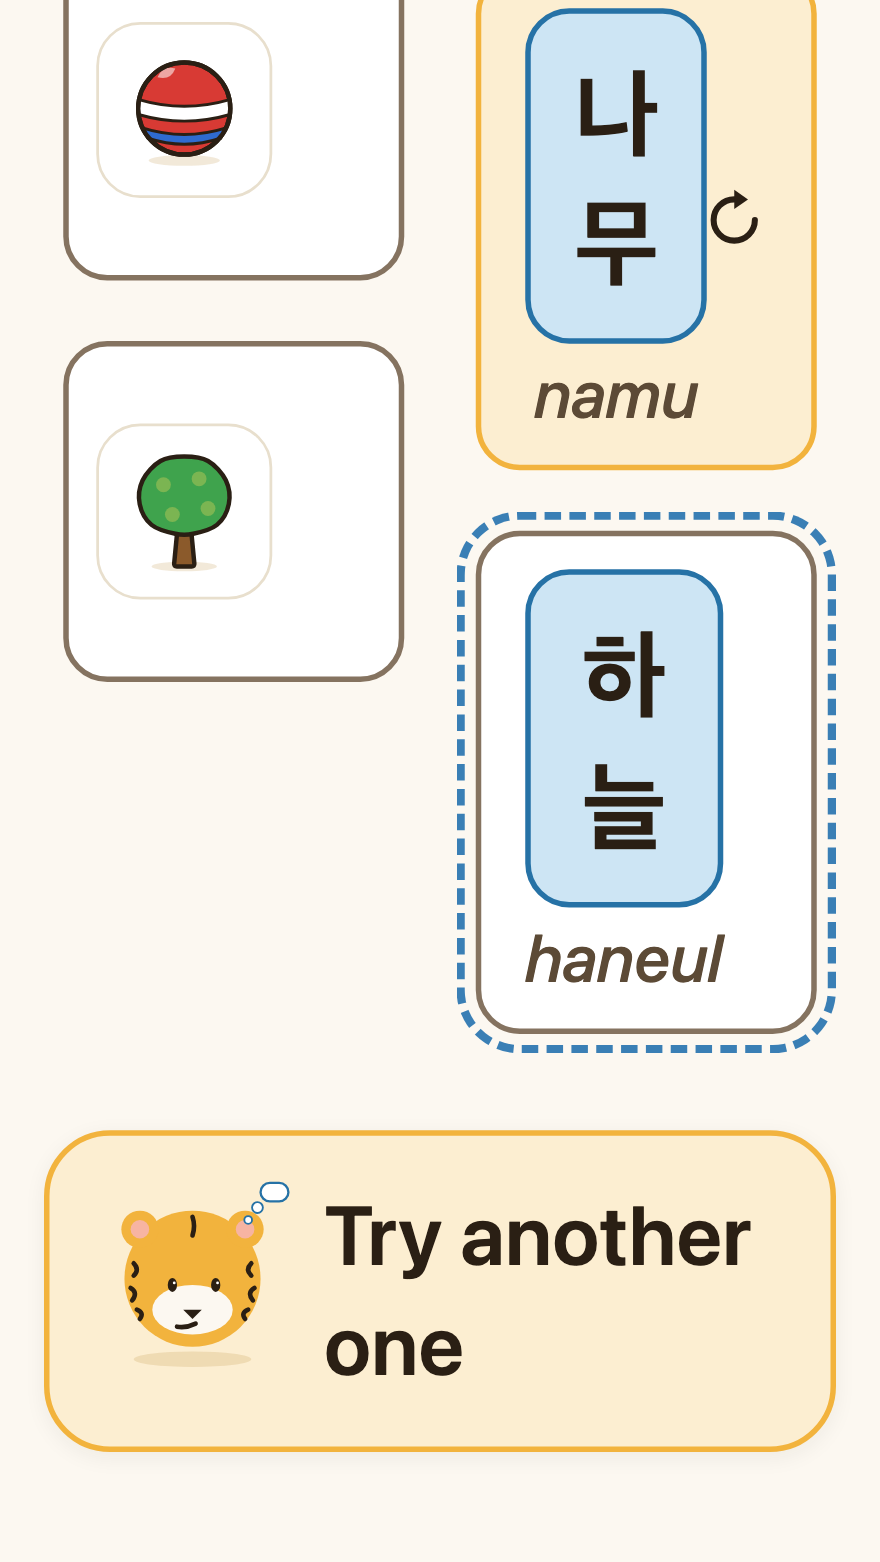 나
무
namu
하
늘
haneul
Try another
one